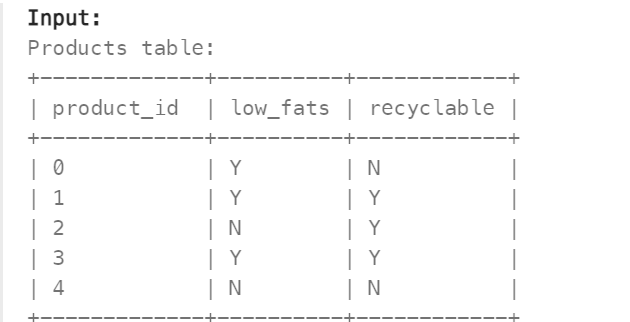 Input:
Products table:
+-------------+----------+------------+
| product_id  | low_fats | recyclable |
+-------------+----------+------------+
| 0           | Y        | N          |
| 1           | Y        | Y          |
| 2           | N        | Y          |
| 3           | Y        | Y          |
| 4           | N        | N          |
+-------------+----------+------------+